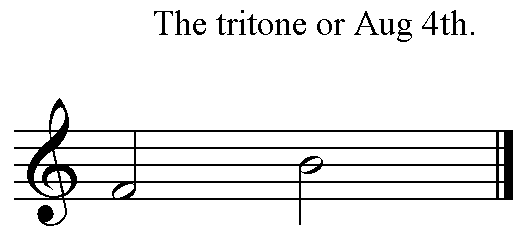 The tritone or Aug 4th.